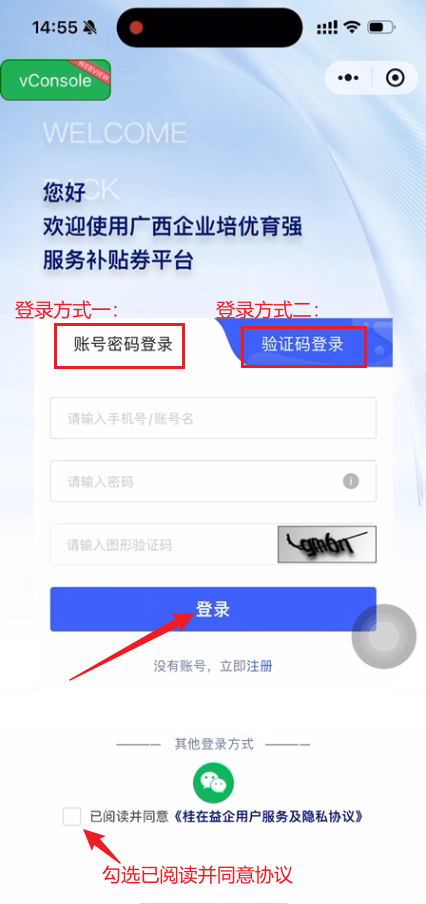 14:55
vConsole
WEBVIEW
WELCOME
BACK
您好
欢迎使用广西企业培优育强
服务补贴券平台
登录方式一：
登录方式二：
账号密码登录
验证码登录
请输入手机号/账号名
请输入密码
请输入图形验证码
gm6n
登录
没有账号，立即注册
其他登录方式
已阅读并同意《桂在益企用户服务及隐私协议》
勾选已阅读并同意协议